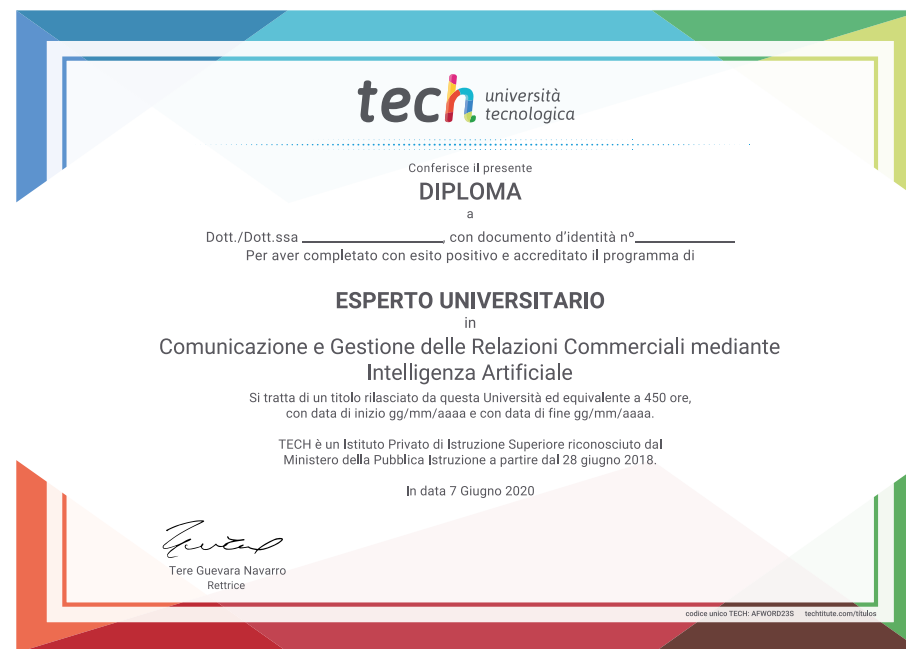 tech università
tecnologica
Conferisce il presente
DIPLOMA
a
Dott./Dott.ssa ____________________, con documento d'identità nº______________
Per aver completato con esito positivo e accreditato il programma di
ESPERTO UNIVERSITARIO
in
Comunicazione e Gestione delle Relazioni Commerciali mediante
Intelligenza Artificiale
Si tratta di un titolo rilasciato da questa Università ed equivalente a 450 ore,
con data di inizio gg/mm/aaaa e con data di fine gg/mm/aaaa.
TECH è un Istituto Privato di Istruzione Superiore riconosciuto dal
Ministero della Pubblica Istruzione a partire dal 28 giugno 2018.
In data 7 Giugno 2020
Tere Guevara Navarro
Rettrice
codice unico TECH: AFWORD23S techtitute.com/titulos